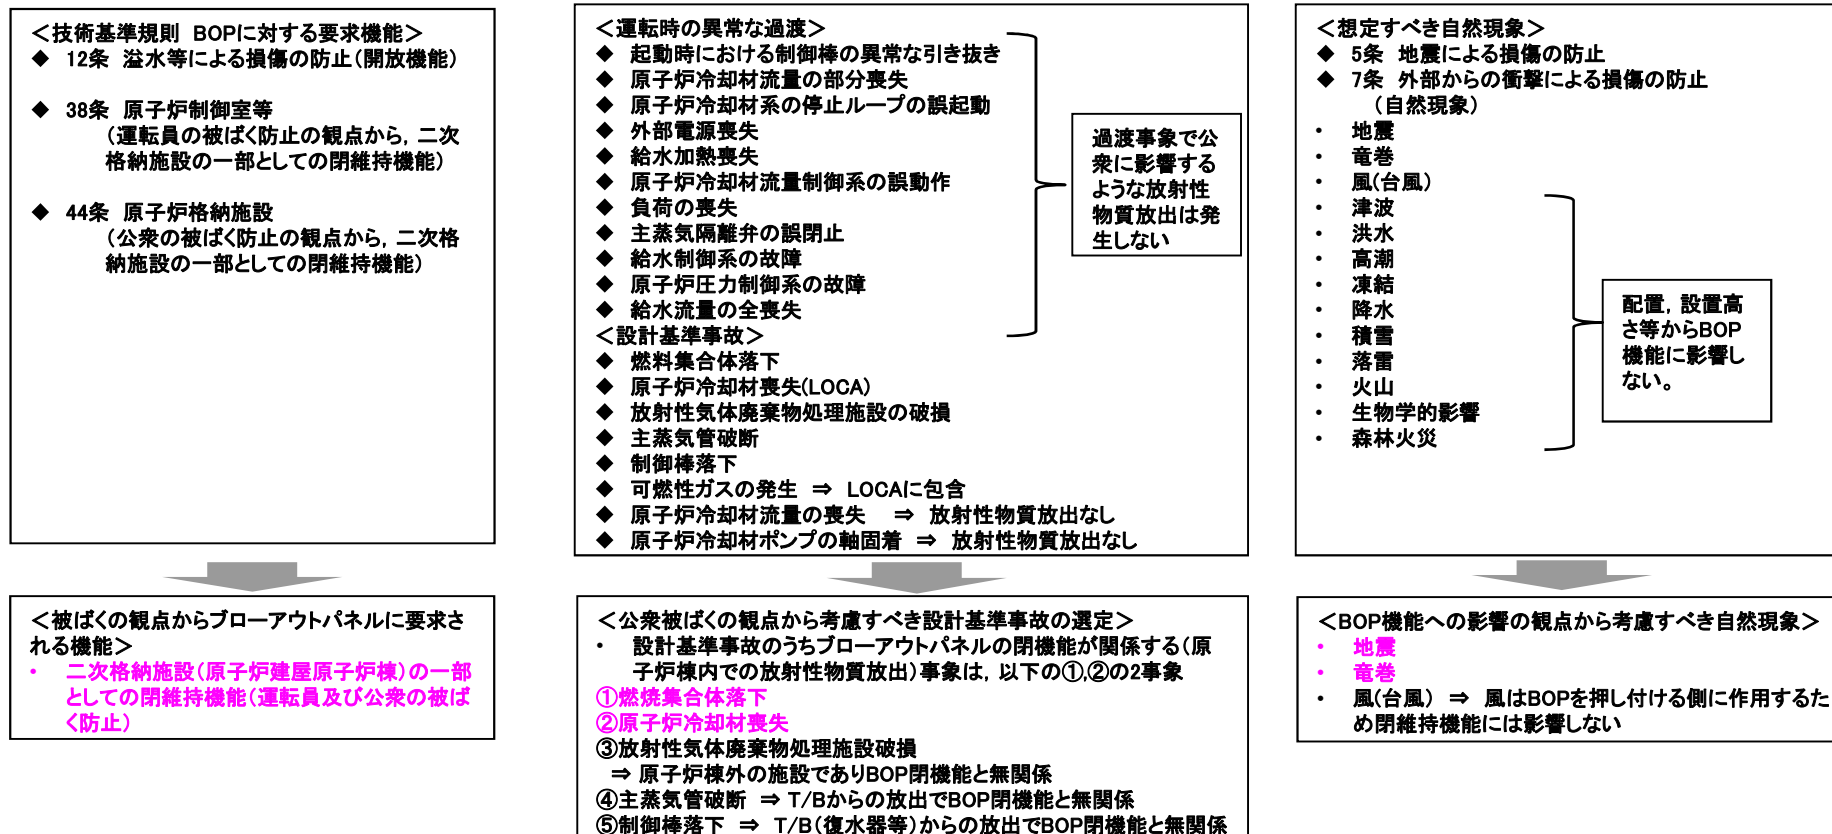 ＜技術基準規則 BOPに対する要求機能＞
◆ 12条 溢水等による損傷の防止（開放機能）
◆ 38条 原子炉制御室等
（運転員の被ばく防止の観点から，二次
格納施設の一部としての閉維持機能）
◆ 44条 原子炉格納施設
（公衆の被ばく防止の観点から，二次格
納施設の一部としての閉維持機能）
＜被ばくの観点からブローアウトパネルに要求さ
れる機能＞
・ 二次格納施設（原子炉建屋原子炉棟）の一部
としての閉維持機能（運転員及び公衆の被ば
く防止）
＜運転時の異常な過渡＞
◆ 起動時における制御棒の異常な引き抜き
◆ 原子炉冷却材流量の部分喪失
◆ 原子炉冷却材系の停止ループの誤起動
◆ 外部電源喪失
◆ 給水加熱喪失
◆ 原子炉冷却材流量制御系の誤動作
◆ 負荷の喪失
◆ 主蒸気隔離弁の誤閉止
◆ 給水制御系の故障
◆ 原子炉圧力制御系の故障
◆ 給水流量の全喪失
過渡事象で公
衆に影響する
ような放射性
物質放出は発
生しない
＜設計基準事故＞
◆ 燃料集合体落下
◆ 原子炉冷却材喪失(LOCA)
◆ 放射性気体廃棄物処理施設の破損
◆ 主蒸気管破断
◆ 制御棒落下
◆ 可燃性ガスの発生 ⇒ LOCAに包含
◆ 原子炉冷却材流量の喪失 ⇒ 放射性物質放出なし
◆ 原子炉冷却材ポンプの軸固着 ⇒ 放射性物質放出なし
＜公衆被ばくの観点から考慮すべき設計基準事故の選定＞
・ 設計基準事故のうちブローアウトパネルの閉機能が関係する（原
子炉棟内での放射性物質放出）事象は，以下の①,②の2事象
①燃焼集合体落下
②原子炉冷却材喪失
③放射性気体廃棄物処理施設破損
⇒ 原子炉棟外の施設でありBOP閉機能と無関係
④主蒸気管破断 ⇒ T/Bからの放出でBOP閉機能と無関係
⑤制御棒落下 ⇒ T/B（復水器等）からの放出でBOP閉機能と無関係
＜想定すべき自然現象＞
◆ 5条 地震による損傷の防止
◆ 7条 外部からの衝撃による損傷の防止
（自然現象）
・ 地震
・ 竜巻
・ 風(台風)
・ 津波
・ 洪水
・ 高潮
・ 凍結
・ 降水
・ 積雪
・ 落雷
・ 火山
・ 生物学的影響
・ 森林火災
配置，設置高
さ等からBOP
機能に影響し
ない。
＜BOP機能への影響の観点から考慮すべき自然現象＞
・ 地震
・ 竜巻
・ 風(台風) ⇒ 風はBOPを押し付ける側に作用するた
め閉維持機能には影響しない